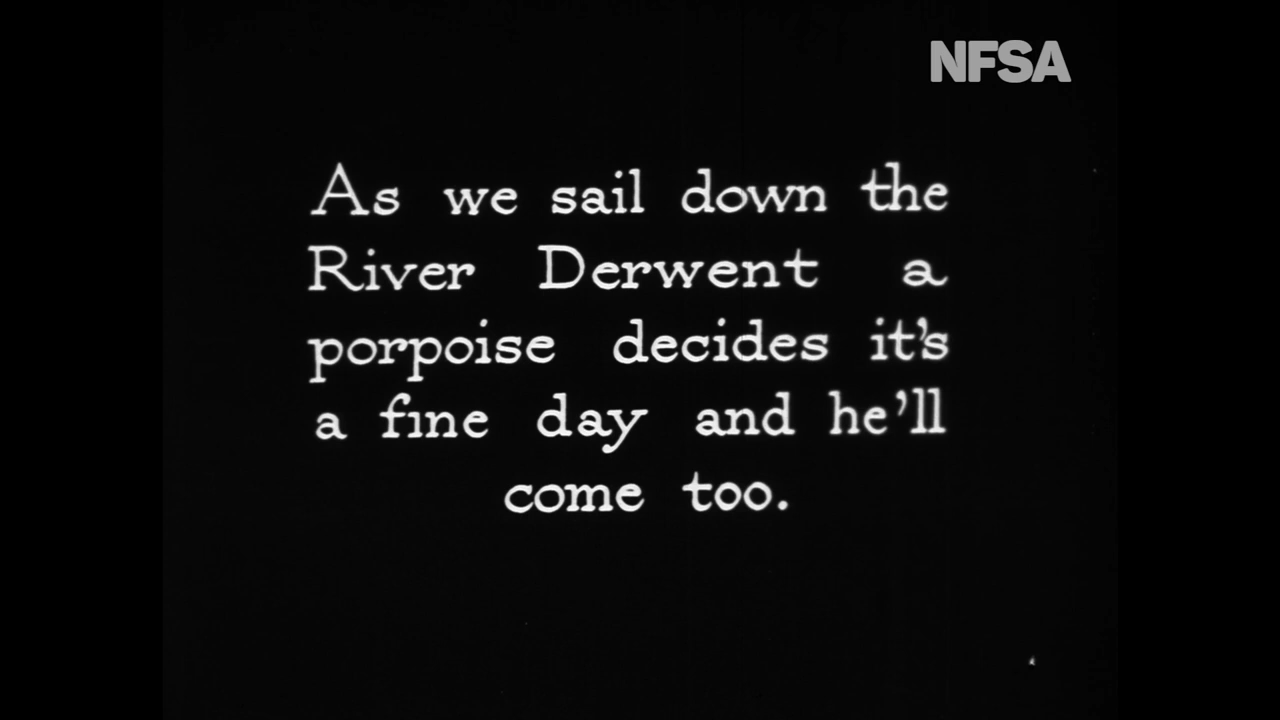 NFSA
As we sail down the
River Derwent a
porpoise decides it's
a fine day and he'll
come too.